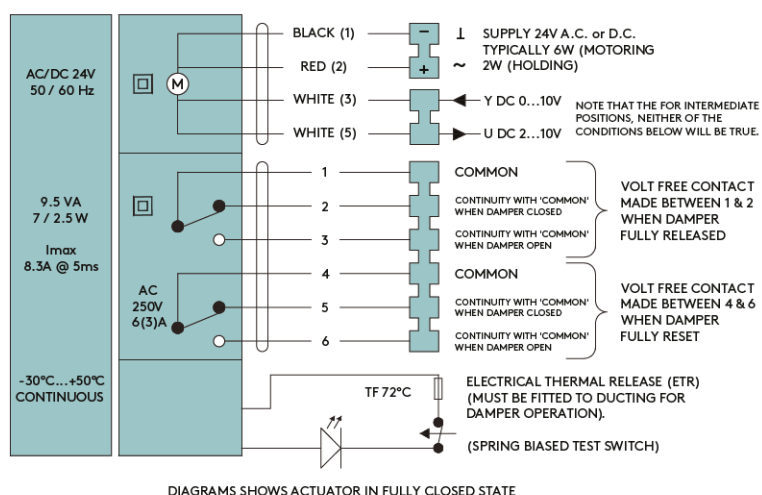 AC/DC 24V
50 / 60 Hz
9.5 VA
7 / 2.5 W
Imax
8.3A @ 5ms
-30°C...+50°C
CONTINUOUS
M
AC
250V
6(3)A
BLACK (1)
RED (2)
WHITE (3)
WHITE (5)
−
+
⊥
~
SUPPLY 24V A.C. or D.C.
TYPICALLY 6W (MOTORING
2W (HOLDING)
Y DC 0...10V
U DC 2...10V
NOTE THAT THE FOR INTERMEDIATE
POSITIONS, NEITHER OF THE
CONDITIONS BELOW WILL BE TRUE.
1
COMMON
2
CONTINUITY WITH 'COMMON'
WHEN DAMPER CLOSED
3
CONTINUITY WITH 'COMMON'
WHEN DAMPER OPEN
VOLT FREE CONTACT
MADE BETWEEN 1 & 2
WHEN DAMPER
FULLY RELEASED
4
COMMON
5
CONTINUITY WITH 'COMMON'
WHEN DAMPER CLOSED
6
CONTINUITY WITH 'COMMON'
WHEN DAMPER OPEN
VOLT FREE CONTACT
MADE BETWEEN 4 & 6
WHEN DAMPER
FULLY RESET
TF 72°C
ELECTRICAL THERMAL RELEASE (ETR)
(MUST BE FITTED TO DUCTING FOR
DAMPER OPERATION).
(SPRING BIASED TEST SWITCH)
DIAGRAMS SHOWS ACTUATOR IN FULLY CLOSED STATE